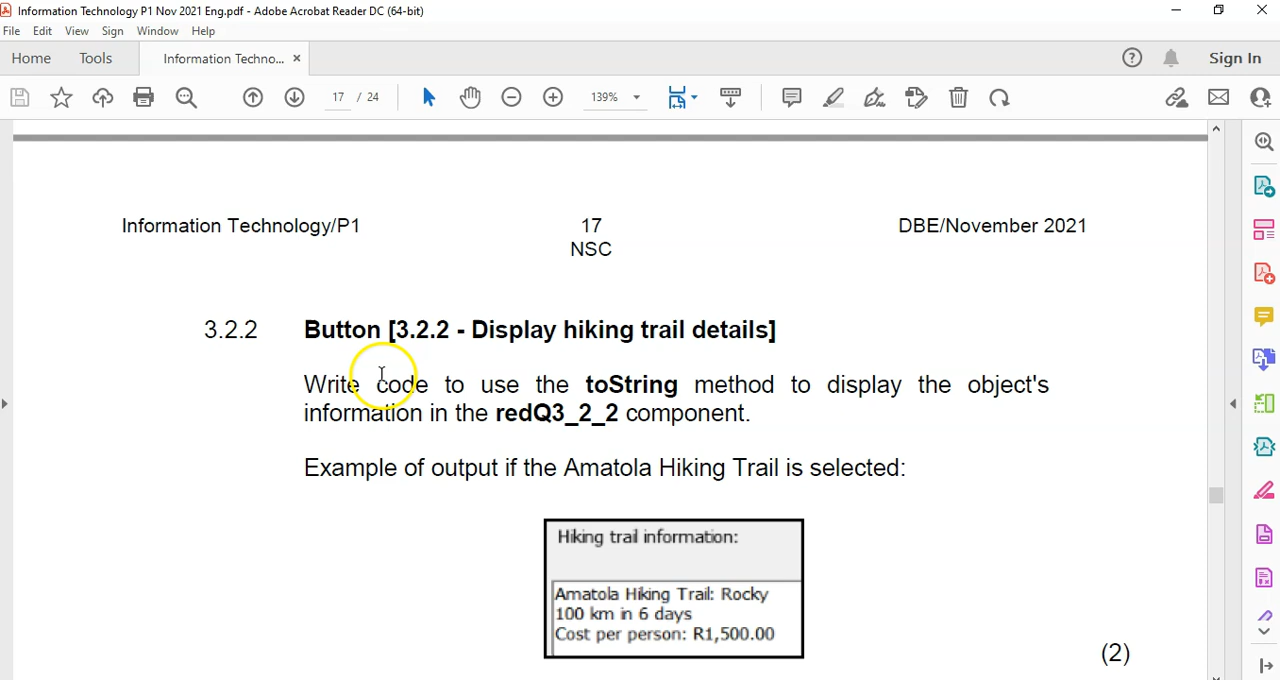 Information Technology P1 Nov 2021 Eng.pdf - Adobe Acrobat Reader DC (64-bit)
File Edit View Sign Window Help
Home Tools Information Techno... × Sign In
17 / 24 139%
Information Technology/P1 17 DBE/November 2021
NSC
3.2.2 Button [3.2.2 - Display hiking trail details]
Write code to use the toString method to display the object's
information in the redQ3_2_2 component.
Example of output if the Amatola Hiking Trail is selected:
Hiking trail information:
Amatola Hiking Trail: Rocky
100 km in 6 days
Cost per person: R1,500.00
(2)